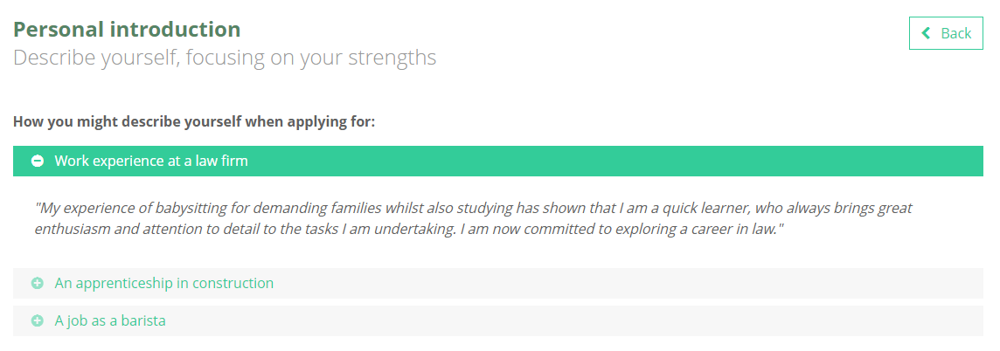 Personal introduction
Back
Describe yourself, focusing on your strengths
How you might describe yourself when applying for:
Work experience at a law firm
"My experience of babysitting for demanding families whilst also studying has shown that I am a quick learner, who always brings great
enthusiasm and attention to detail to the tasks I am undertaking. I am now committed to exploring a career in law."
An apprenticeship in construction
A job as a barista